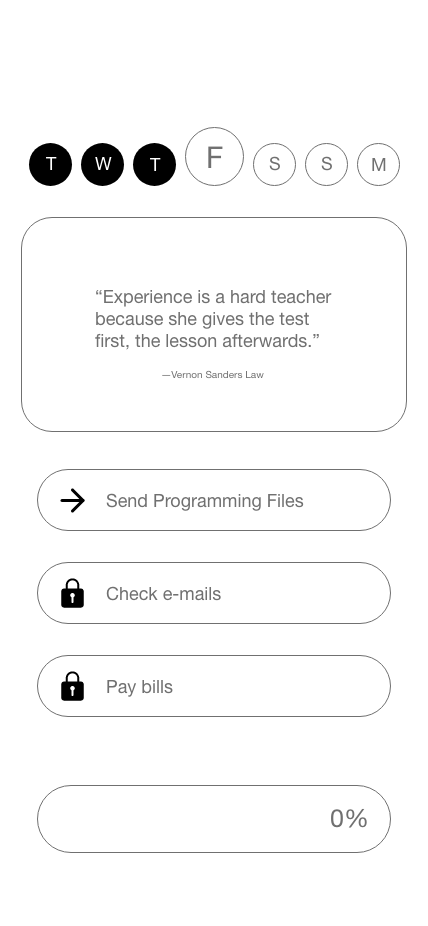 T W T F S S M
“Experience is a hard teacher
because she gives the test
first, the lesson afterwards.”
—Vernon Sanders Law
Send Programming Files
Check e-mails
Pay bills
0%